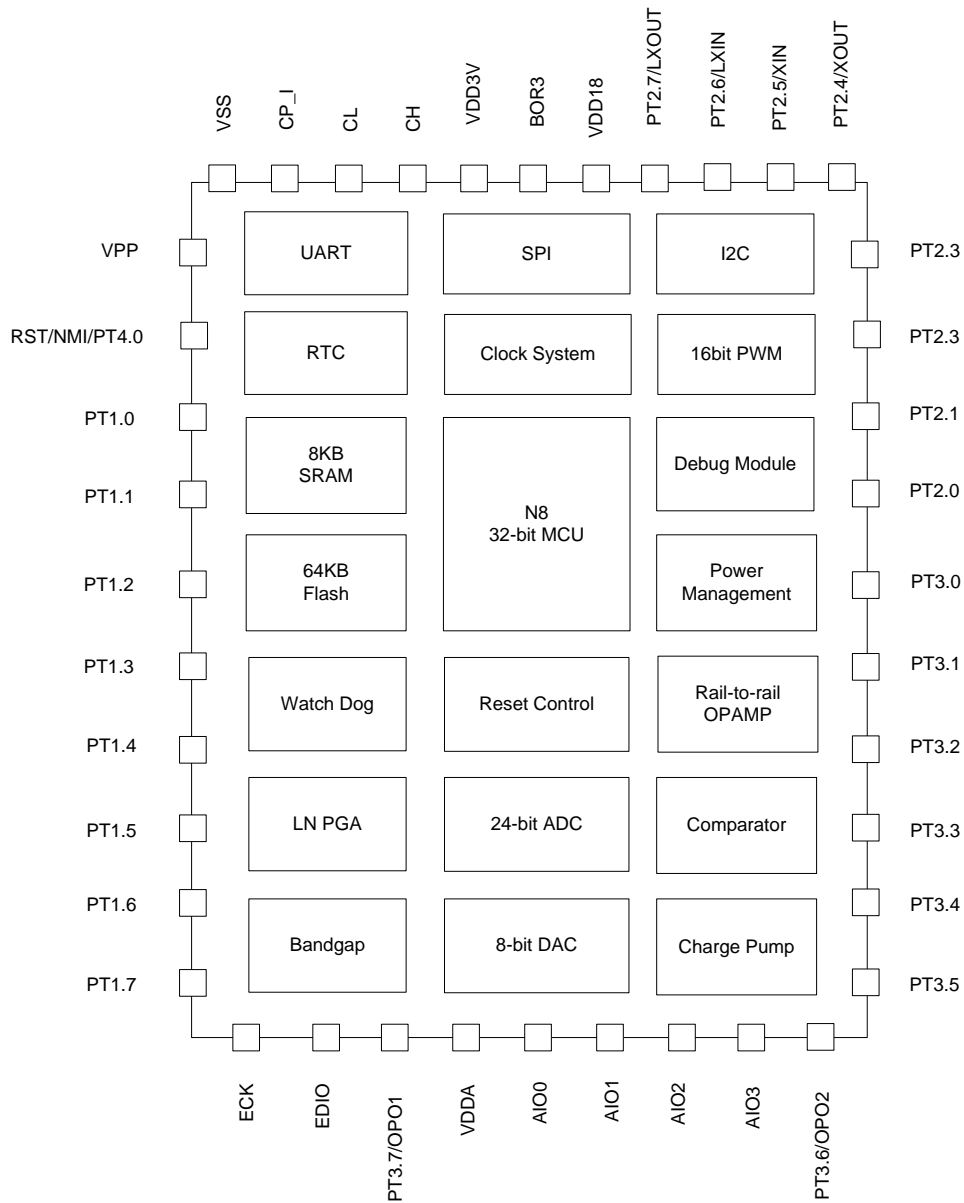 VSS
CP_I
CL
CH
VDD3V
BOR3
VDD18
PT2.7/LXOUT
PT2.6/LXIN
PT2.5/XIN
PT2.4/XOUT
VPP
UART
SPI
I2C
PT2.3
RST/NMI/PT4.0
RTC
Clock System
16bit PWM
PT2.3
PT1.0
8KB
SRAM
N8
32-bit MCU
Debug Module
PT2.1
PT1.1
PT2.0
PT1.2
64KB
Flash
Power
Management
PT3.0
PT1.3
Watch Dog
Reset Control
Rail-to-rail
OPAMP
PT3.1
PT1.4
PT3.2
PT1.5
LN PGA
24-bit ADC
Comparator
PT3.3
PT1.6
PT3.4
Bandgap
8-bit DAC
Charge Pump
PT1.7
PT3.5
ECK
EDIO
PT3.7/OPO1
VDDA
AIO0
AIO1
AIO2
AIO3
PT3.6/OPO2